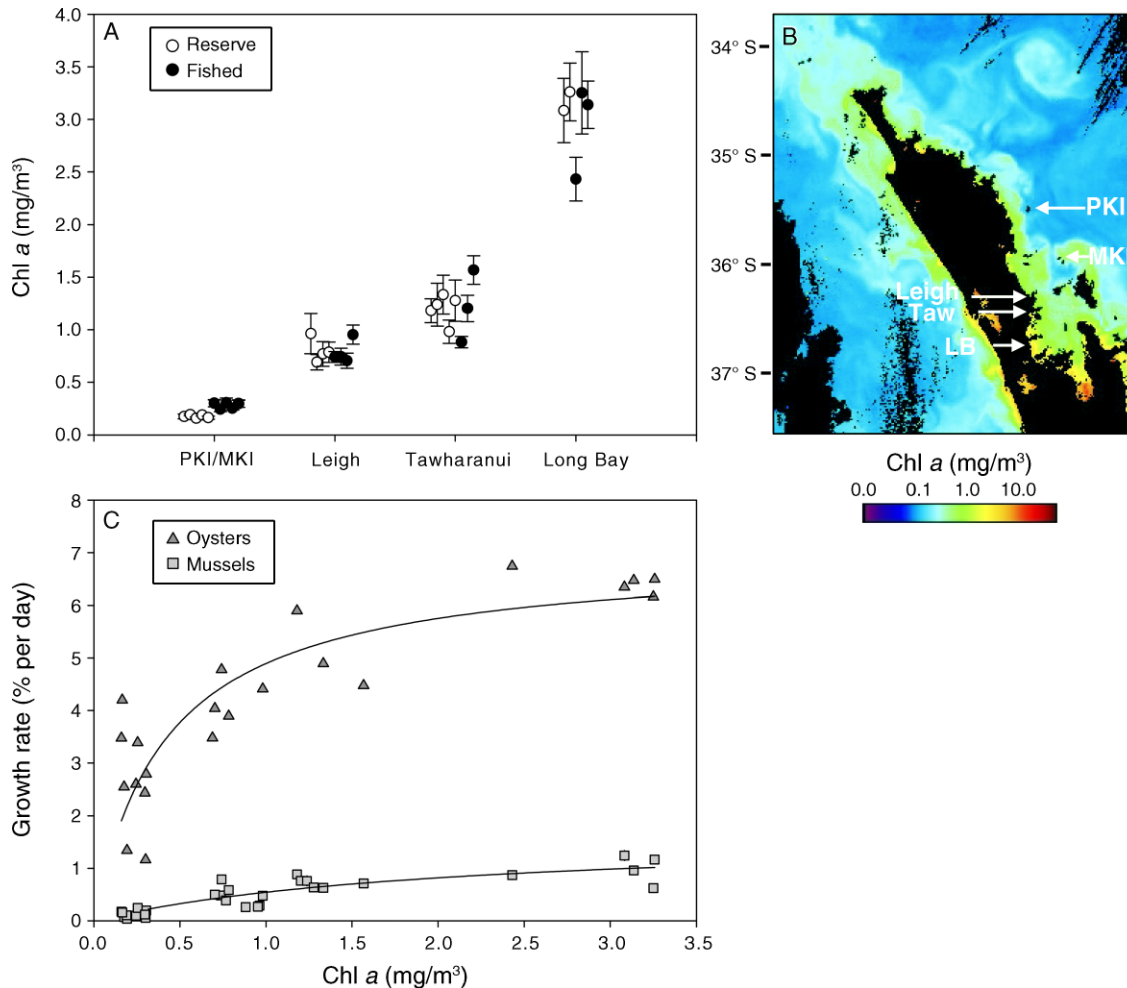 A
Reserve
Fished
4.0
3.5
3.0
2.5
2.0
1.5
1.0
0.5
0.0
Chl a (mg/m³)
PKI/MKI Leigh Tawharanui Long Bay
B
34° S
35° S
36° S
37° S
PKI
MKI
Leigh
Taw
LB
Chl a (mg/m³)
0.0 0.1 1.0 10.0
C
Oysters
Mussels
8
7
6
5
4
3
2
1
0
Growth rate (% per day)
0.0 0.5 1.0 1.5 2.0 2.5 3.0 3.5
Chl a (mg/m³)